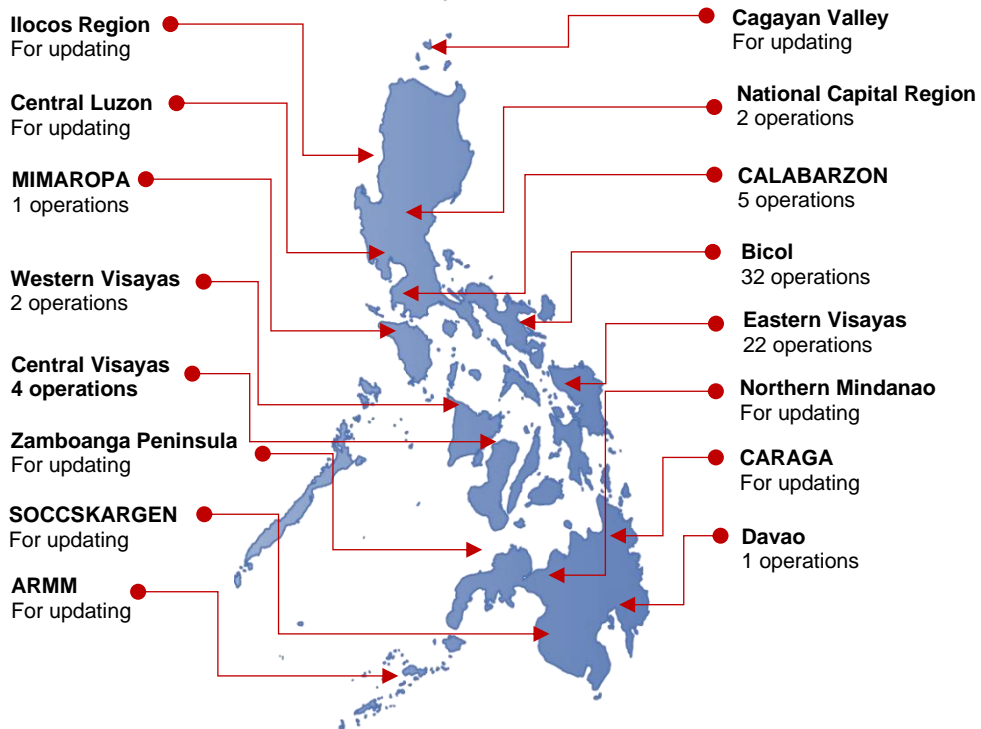 Ilocos Region
For updating
Central Luzon
For updating
MIMAROPA
1 operations
Western Visayas
2 operations
Central Visayas
4 operations
Zamboanga Peninsula
For updating
SOCCSKARGEN
For updating
ARMM
For updating
Cagayan Valley
For updating
National Capital Region
2 operations
CALABARZON
5 operations
Bicol
32 operations
Eastern Visayas
22 operations
Northern Mindanao
For updating
CARAGA
For updating
Davao
1 operations